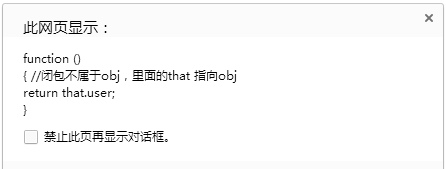 此网页显示：
function ()
{ //闭包不属于obj，里面的that 指向obj
return that.user;
}
禁止此页再显示对话框。